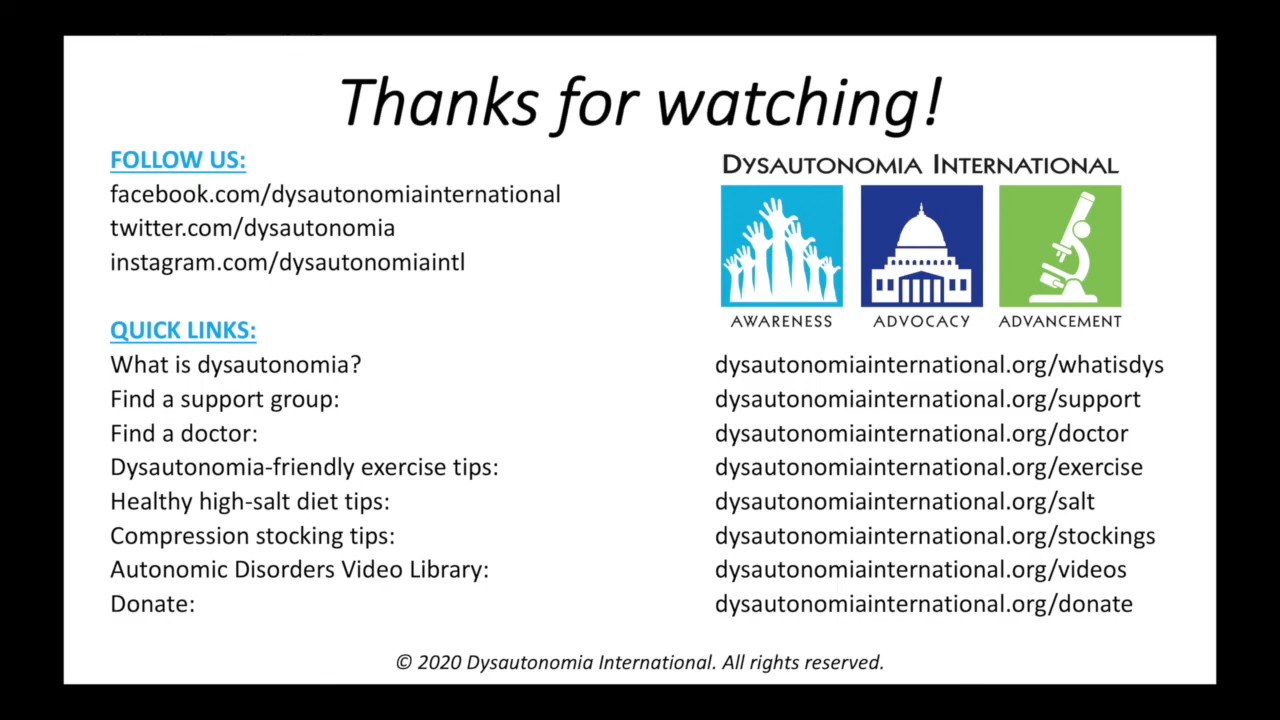 Thanks for watching!
FOLLOW US:
facebook.com/dysautonomiainternational
twitter.com/dysautonomia
instagram.com/dysautonomiaintl
DYSAUTONOMIA INTERNATIONAL
AWARENESS ADVOCACY ADVANCEMENT
QUICK LINKS:
What is dysautonomia? dysautonomiainternational.org/whatisdys
Find a support group: dysautonomiainternational.org/support
Find a doctor: dysautonomiainternational.org/doctor
Dysautonomia-friendly exercise tips: dysautonomiainternational.org/exercise
Healthy high-salt diet tips: dysautonomiainternational.org/salt
Compression stocking tips: dysautonomiainternational.org/stockings
Autonomic Disorders Video Library: dysautonomiainternational.org/videos
Donate: dysautonomiainternational.org/donate
© 2020 Dysautonomia International. All rights reserved.